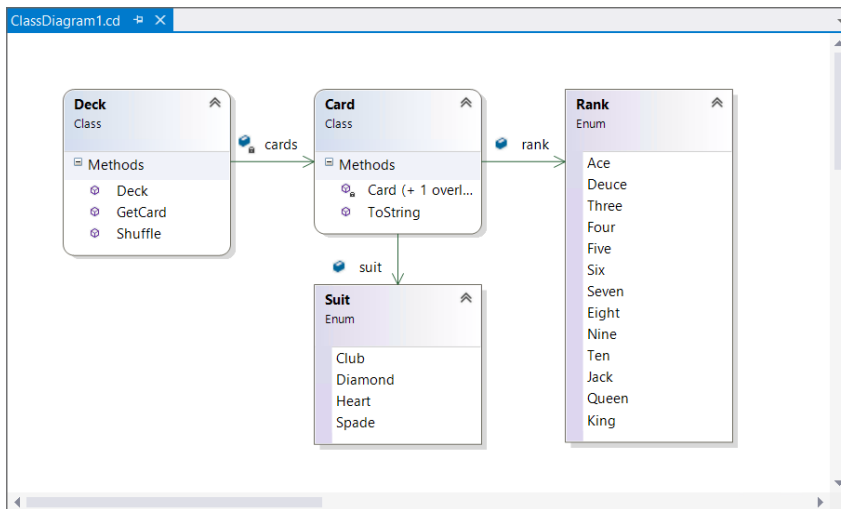 ClassDiagram1.cd
Deck
Class
Methods
Deck
GetCard
Shuffle
cards
Card
Class
Methods
Card (+ 1 overl...
ToString
rank
Rank
Enum
Ace
Deuce
Three
Four
Five
Six
Seven
Eight
Nine
Ten
Jack
Queen
King
suit
Suit
Enum
Club
Diamond
Heart
Spade